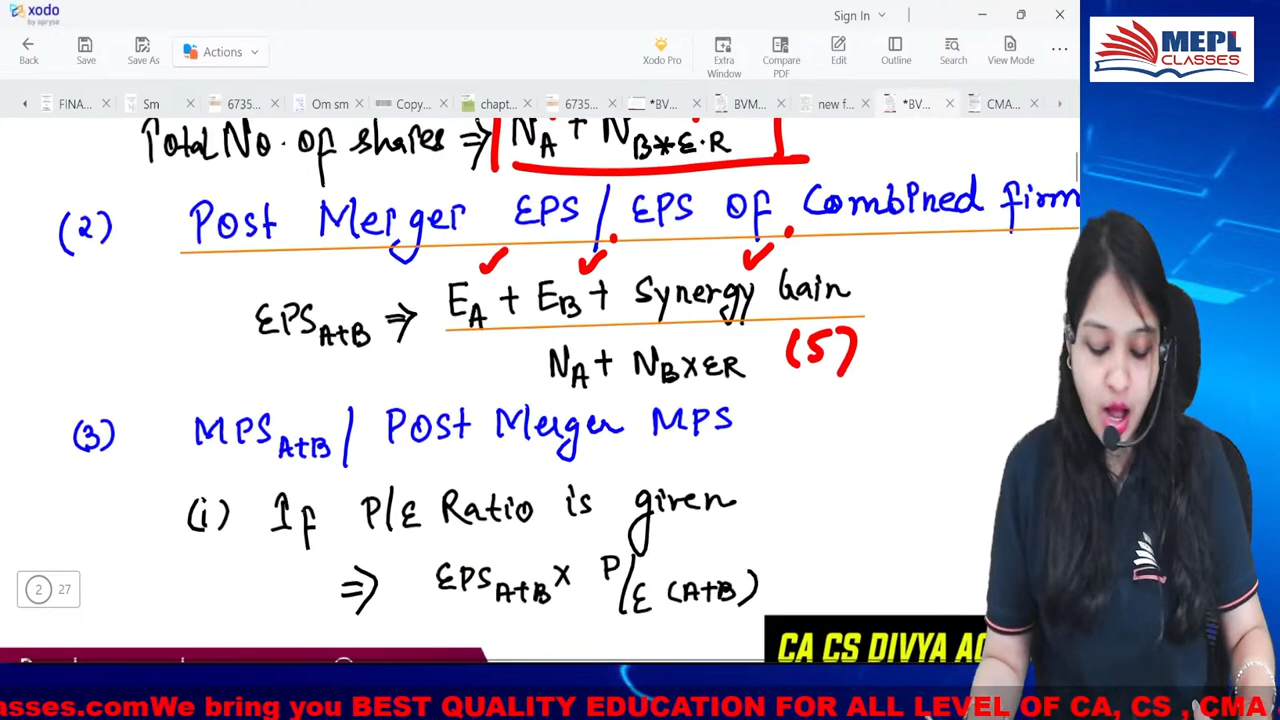 xodo
by apryse
Sign In
Back
Save
Save As
Actions
Xodo Pro
Extra Window
Compare PDF
Edit
Outline
Search
View Mode
MEPL
CLASSES
FINA...
Sm
6735...
Om sm
Copy...
chapt...
6735...
*BV...
BVM...
new f...
*BV...
CMA...
Total No. of shares ⇒ NA + NB*E.R
(2) Post Merger EPS / EPS of Combined firm
EA + EB + Synergy Gain
EPSA+B ⇒
NA + NB×ER (S)
(3) MPSA+B / Post Merger MPS
(i) If P/E Ratio is given
⇒ EPSA+B × P/E (A+B)
2 27
CA CS DIVYA AG
asses.comWe bring you BEST QUALITY EDUCATION FOR ALL LEVEL OF CA, CS , CMA